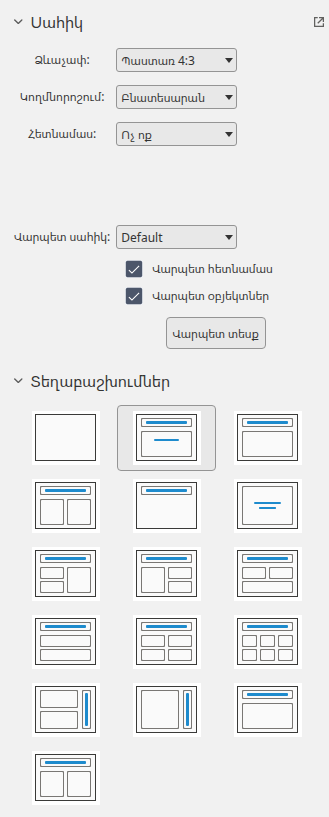 Սահիկ
Ձևաչափ: Պաստառ 4:3
Կողմնորոշում: Բնատեսարան
Հետնամաս: Ոչ ոք
Վարպետ սահիկ: Default
Վարպետ հետնամաս
Վարպետ օբյեկտներ
Վարպետ տեսք
Տեղաբաշխումներ